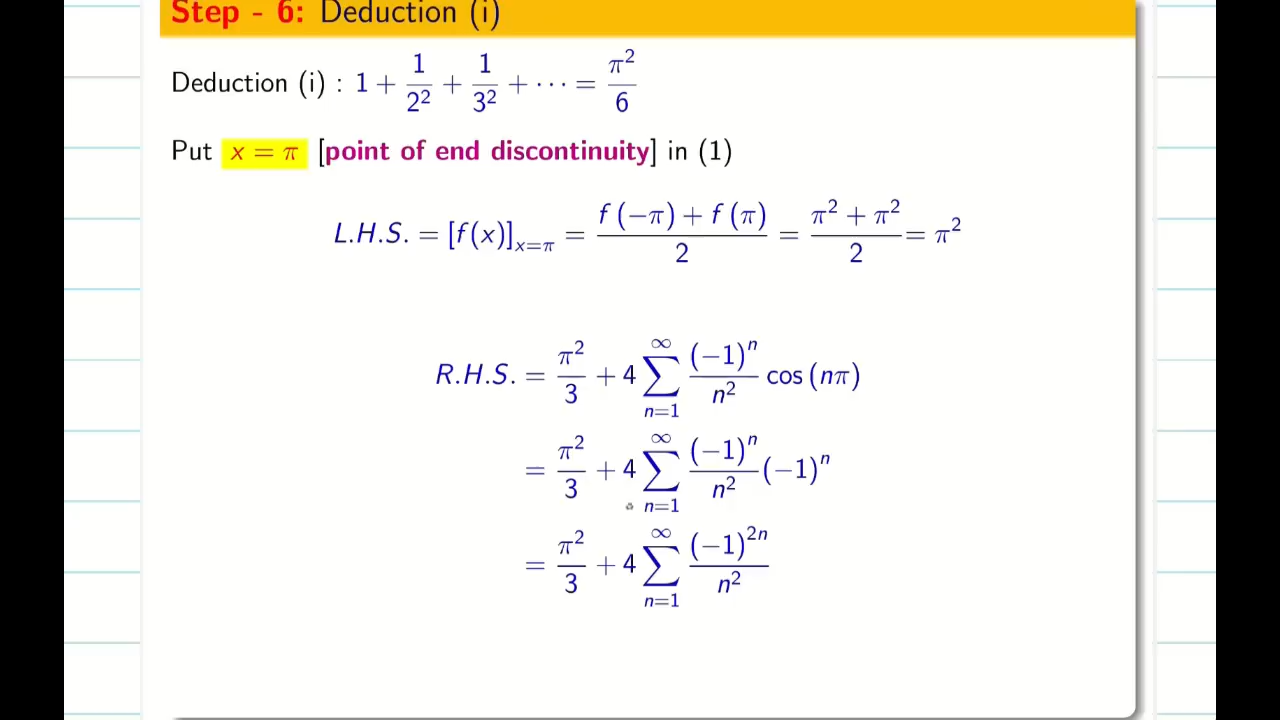 Step - 6: Deduction (i)
Deduction (i) : 1 + 1/2² + 1/3² + ⋯ = π²/6
Put x = π [point of end discontinuity] in (1)
L.H.S. = [f(x)]ₓ₌π = (f(−π) + f(π))/2 = (π² + π²)/2 = π²
R.H.S. = π²/3 + 4 ∑_{n=1}^{∞} (−1)ⁿ/n² cos(nπ)
= π²/3 + 4 ∑_{n=1}^{∞} (−1)ⁿ/n² (−1)ⁿ
= π²/3 + 4 ∑_{n=1}^{∞} (−1)²ⁿ/n²